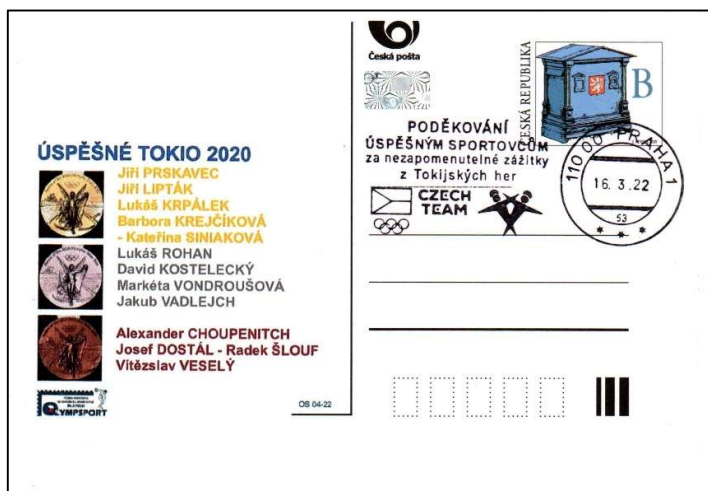 ÚSPĚŠNÉ TOKIO 2020
Jiří PRSKAVEC
Jiří LIPTÁK
Lukáš KRPÁLEK
Barbora KREJČÍKOVÁ
- Kateřina SINIAKOVÁ
Lukáš ROHAN
David KOSTELECKÝ
Markéta VONDROUŠOVÁ
Jakub VADLEJCH
Alexander CHOUPENITCH
Josef DOSTÁL - Radek ŠLOUF
Vítězslav VESELÝ
OLYMPSPORT
OS 04-22
Česká pošta
ČESKÁ REPUBLIKA
B
PODĚKOVÁNÍ
ÚSPĚŠNÝM SPORTOVCŮM
za nezapomenutelné zážitky
z Tokijských her
CZECH
TEAM
110 00 PRAHA 1
16. 3. 22
53